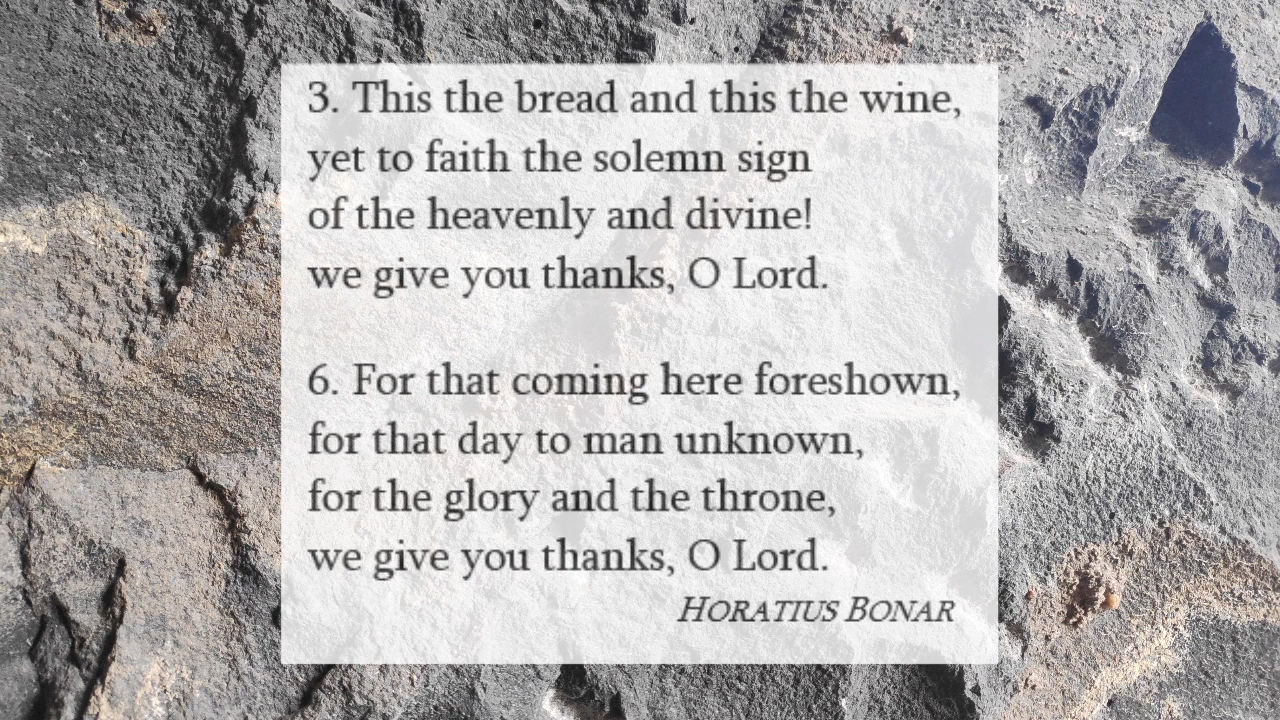 3. This the bread and this the wine,
yet to faith the solemn sign
of the heavenly and divine!
we give you thanks, O Lord.
6. For that coming here foreshown,
for that day to man unknown,
for the glory and the throne,
we give you thanks, O Lord.
HORATIUS BONAR